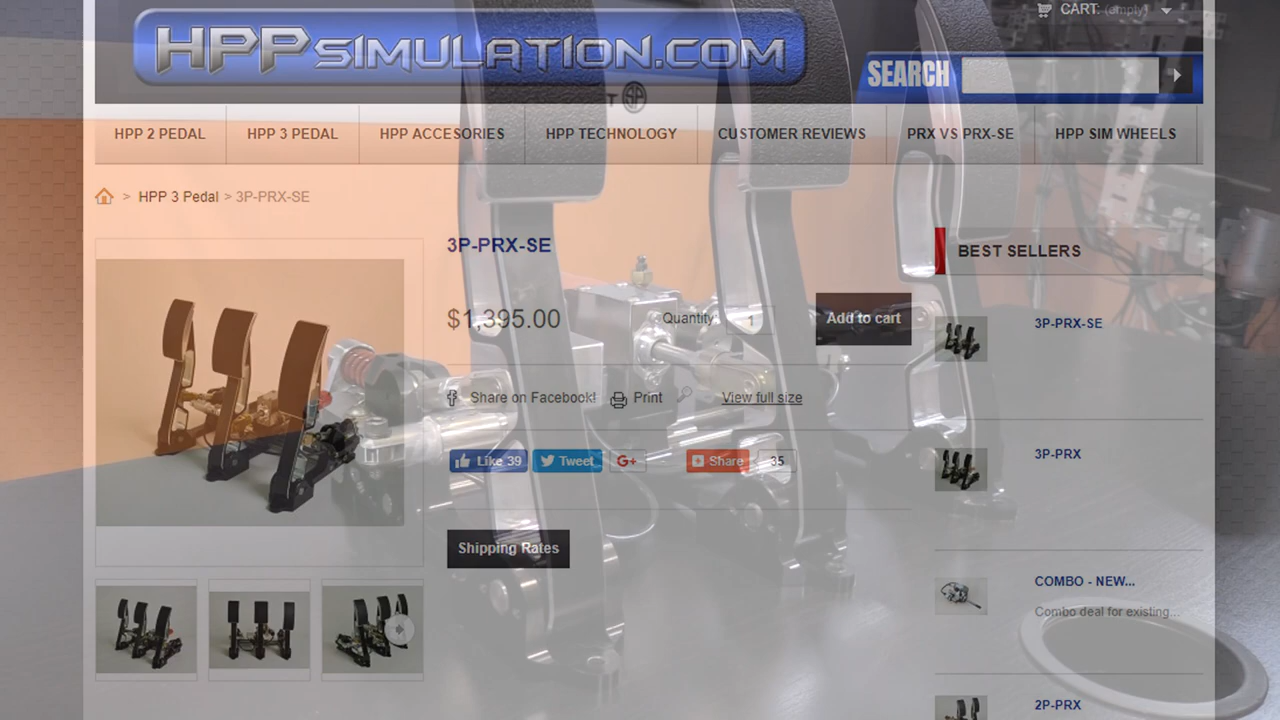 CART: (empty)
HPPSIMULATION.COM
SEARCH
HPP 2 PEDAL HPP 3 PEDAL HPP ACCESORIES HPP TECHNOLOGY CUSTOMER REVIEWS PRX VS PRX-SE HPP SIM WHEELS
> HPP 3 Pedal > 3P-PRX-SE
3P-PRX-SE
$1,395.00
Quantity 1
Add to cart
Share on Facebook! Print View full size
Like 39 Tweet G+ Share 35
Shipping Rates
BEST SELLERS
3P-PRX-SE
3P-PRX
COMBO - NEW...
Combo deal for existing...
2P-PRX